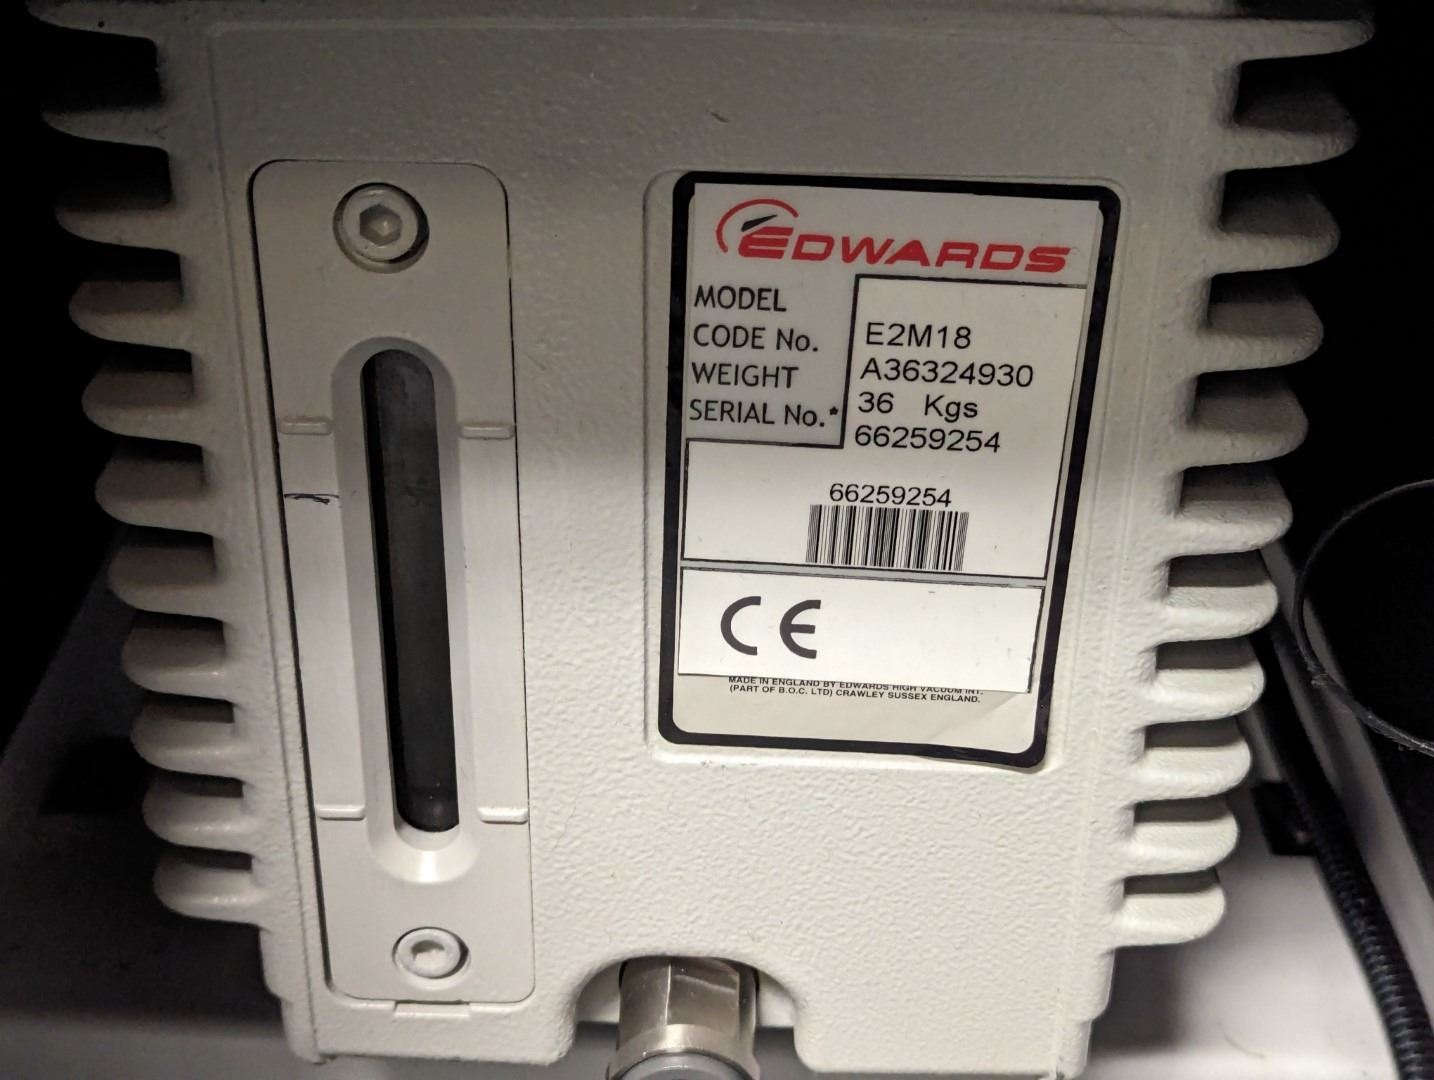 EDWARDS
MODEL
CODE No.
WEIGHT
SERIAL No.*
E2M18
A36324930
36 Kgs
66259254
66259254
CE
MADE IN ENGLAND BY EDWARDS HIGH VACUUM INT.
(PART OF B.O.C. LTD) CRAWLEY SUSSEX ENGLAND.